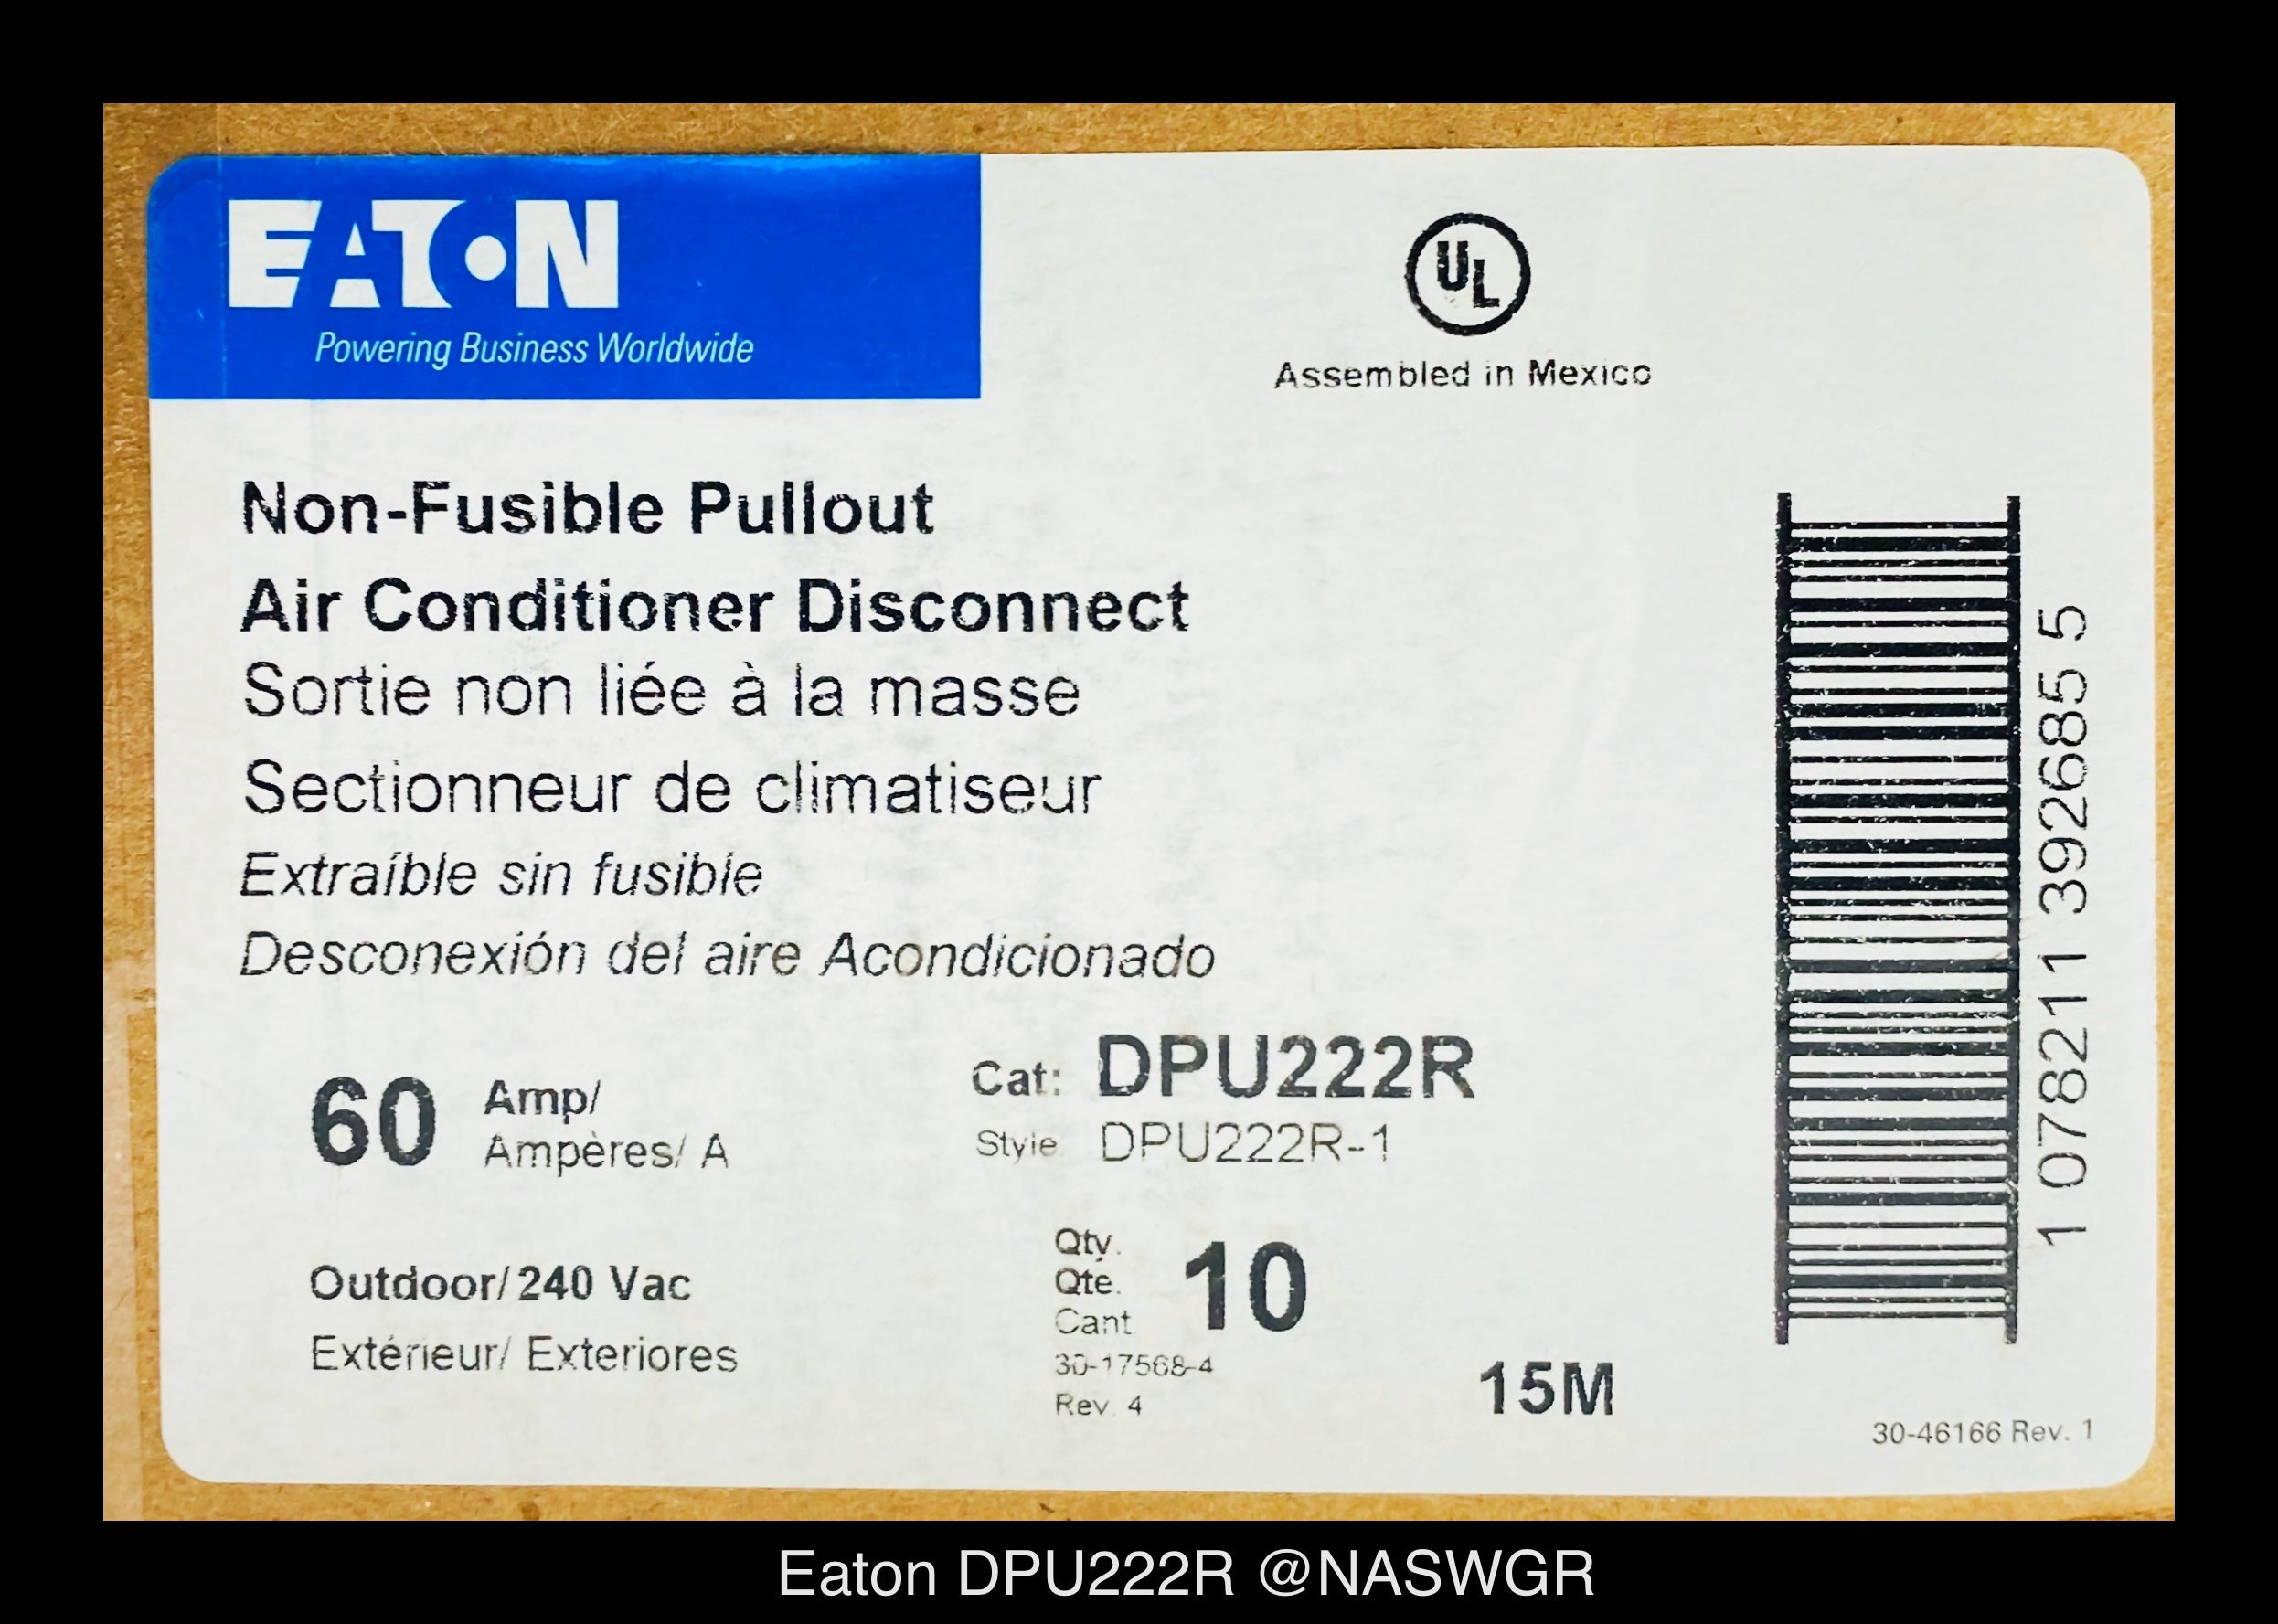 EATON
Powering Business Worldwide
UL
Assembled in Mexico
Non-Fusible Pullout
Air Conditioner Disconnect
Sortie non liée à la masse
Sectionneur de climatiseur
Extraíble sin fusible
Desconexión del aire Acondicionado
60 Amp/
Ampères/ A
Cat: DPU222R
Style DPU222R-1
Outdoor/ 240 Vac
Extérieur/ Exteriores
Qty.
Qte.
Cant
10
30-17568-4
Rev. 4
15M
1 078211 392685 5
30-46166 Rev. 1
Eaton DPU222R @NASWGR